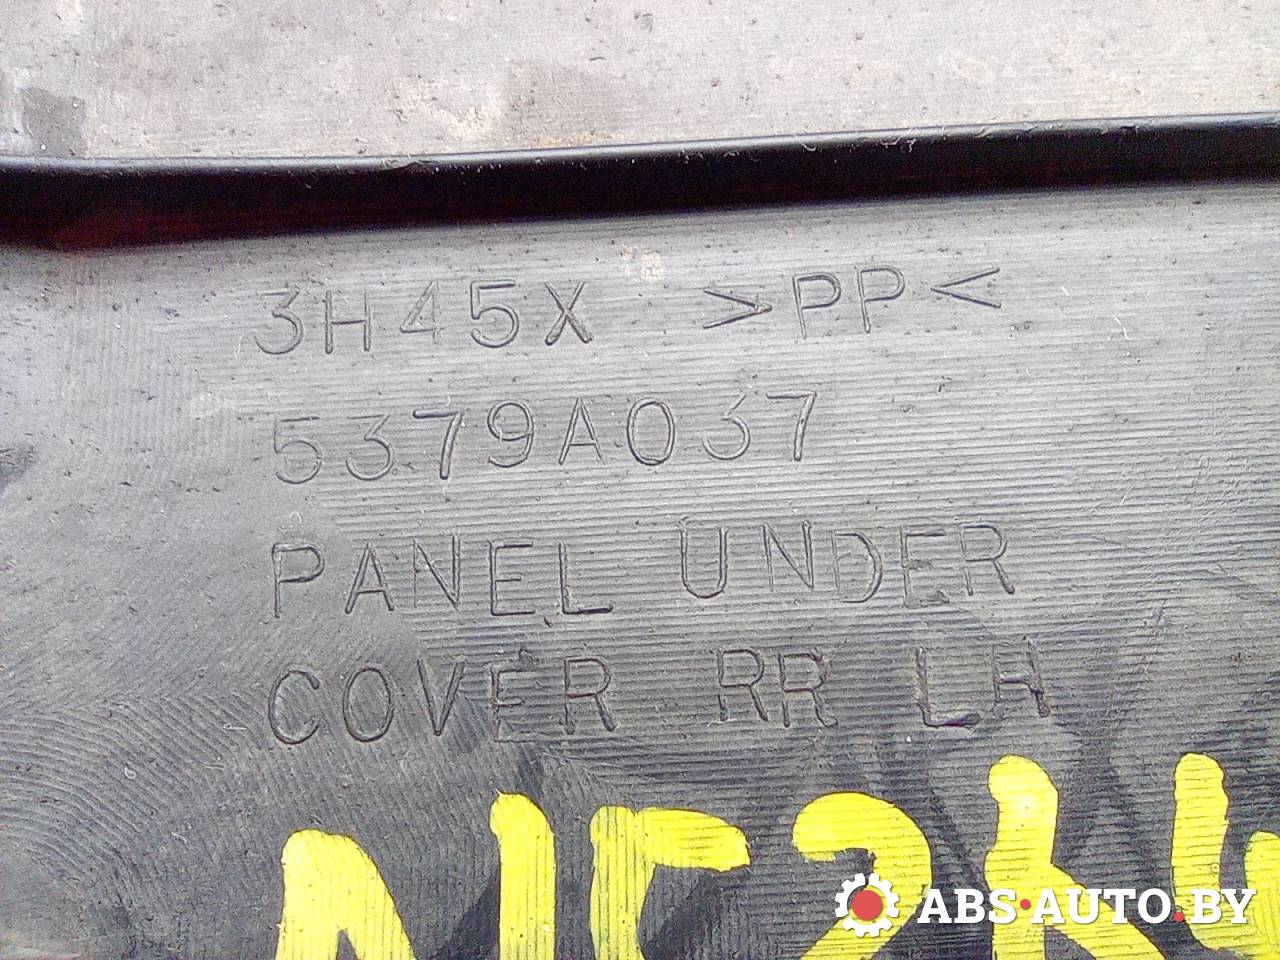 3H45X >PP<
5379A037
PANEL UNDER
COVER RR LH
ABS·AUTO.BY